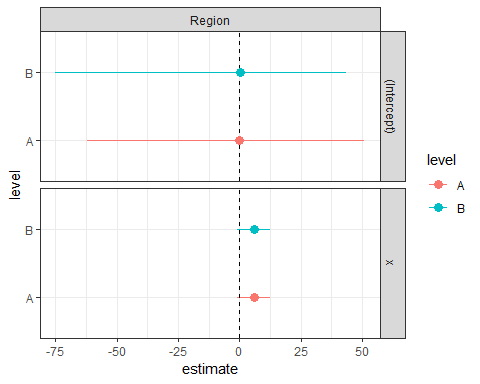 Region
(Intercept)
B
A
level
x
B
A
-75 -50 -25 0 25 50
estimate
level
A
B